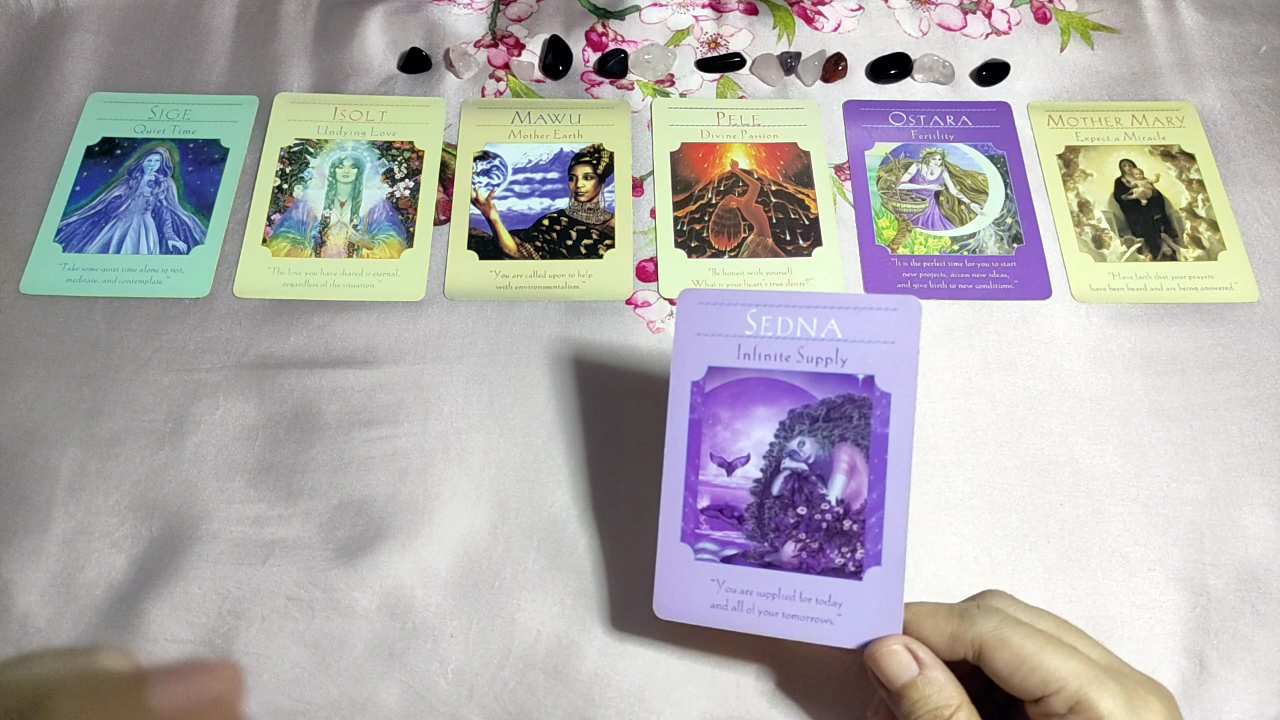 SIGE
Quiet Time
"Take some quiet time alone to rest,
meditate, and contemplate"
ISOLT
Undying Love
"The love you have shared is eternal,
regardless of the situation."
MAWU
Mother Earth
"You are called upon to help
with environmentalism."
PELE
Divine Passion
"Be honest with yourself.
What is your heart's true desire?"
OSTARA
Fertility
"It is the perfect time for you to start
new projects, access new ideas,
and give birth to new conditions."
MOTHER MARY
Expect a Miracle
"Have faith that your prayers
have been heard and are being answered."
SEDNA
Infinite Supply
"You are supplied for today
and all of your tomorrows."